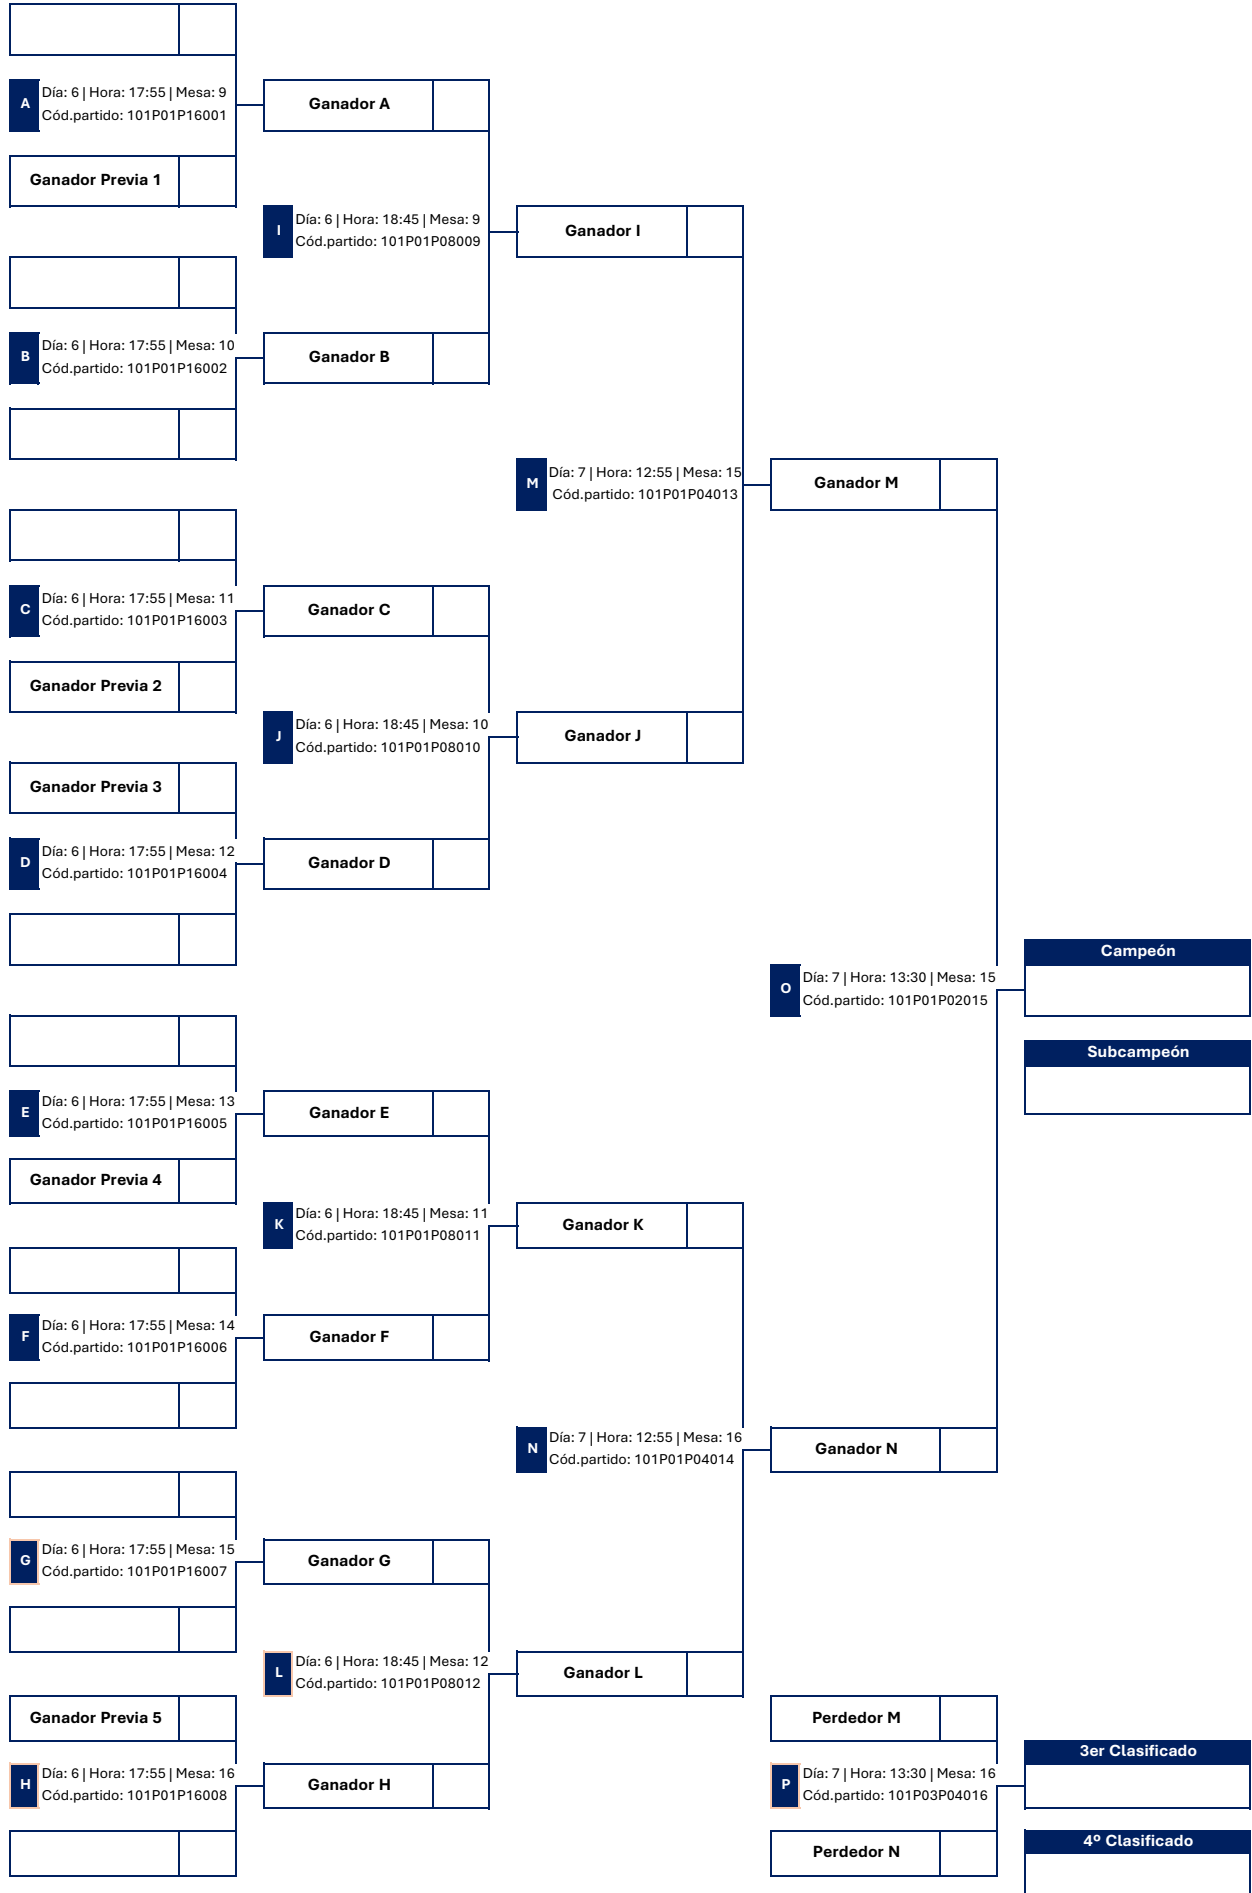 A
Día: 6 | Hora: 17:55 | Mesa: 9
Cód.partido: 101P01P16001
Ganador Previa 1
B
Día: 6 | Hora: 17:55 | Mesa: 10
Cód.partido: 101P01P16002
C
Día: 6 | Hora: 17:55 | Mesa: 11
Cód.partido: 101P01P16003
Ganador Previa 2
Ganador Previa 3
D
Día: 6 | Hora: 17:55 | Mesa: 12
Cód.partido: 101P01P16004
E
Día: 6 | Hora: 17:55 | Mesa: 13
Cód.partido: 101P01P16005
Ganador Previa 4
F
Día: 6 | Hora: 17:55 | Mesa: 14
Cód.partido: 101P01P16006
G
Día: 6 | Hora: 17:55 | Mesa: 15
Cód.partido: 101P01P16007
Ganador Previa 5
H
Día: 6 | Hora: 17:55 | Mesa: 16
Cód.partido: 101P01P16008
Ganador A
I
Día: 6 | Hora: 18:45 | Mesa: 9
Cód.partido: 101P01P08009
Ganador B
Ganador C
J
Día: 6 | Hora: 18:45 | Mesa: 10
Cód.partido: 101P01P08010
Ganador D
Ganador E
K
Día: 6 | Hora: 18:45 | Mesa: 11
Cód.partido: 101P01P08011
Ganador F
Ganador G
L
Día: 6 | Hora: 18:45 | Mesa: 12
Cód.partido: 101P01P08012
Ganador H
Ganador I
M
Día: 7 | Hora: 12:55 | Mesa: 15
Cód.partido: 101P01P04013
Ganador J
Ganador K
N
Día: 7 | Hora: 12:55 | Mesa: 16
Cód.partido: 101P01P04014
Ganador L
Ganador M
O
Día: 7 | Hora: 13:30 | Mesa: 15
Cód.partido: 101P01P02015
Ganador N
Perdedor M
P
Día: 7 | Hora: 13:30 | Mesa: 16
Cód.partido: 101P03P04016
Perdedor N
Campeón
Subcampeón
3er Clasificado
4º Clasificado